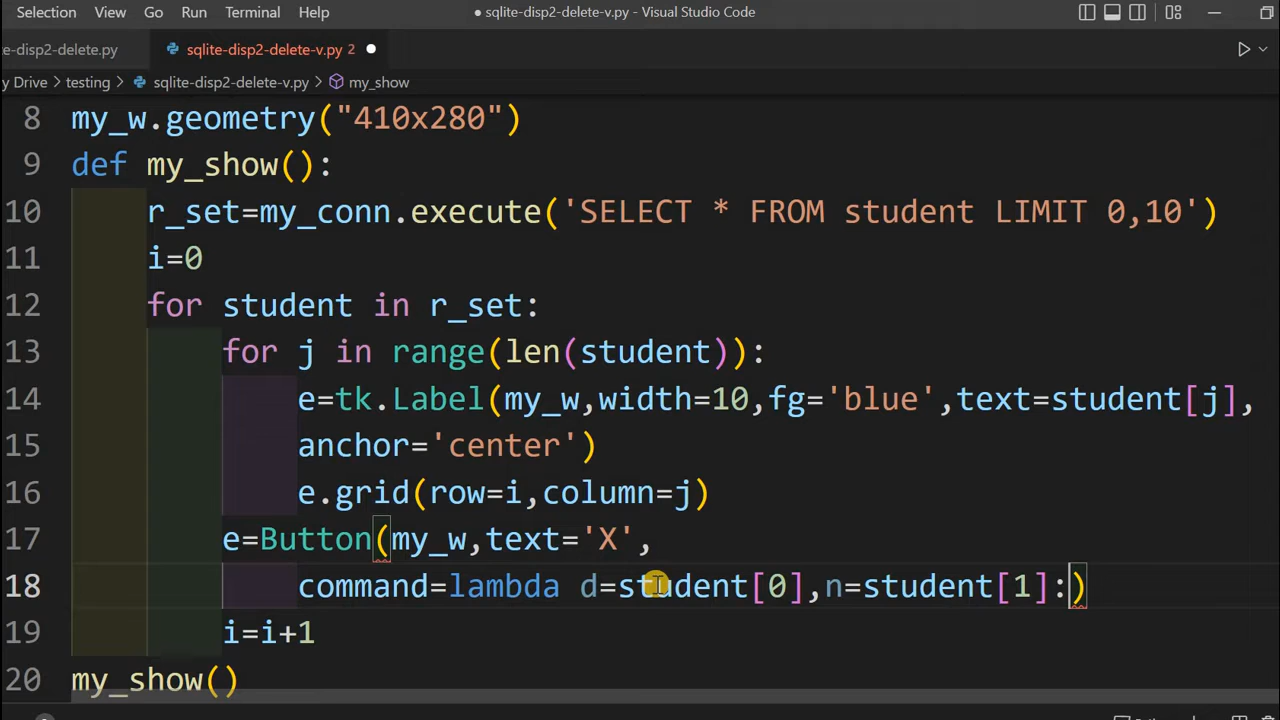 Selection View Go Run Terminal Help
● sqlite-disp2-delete-v.py - Visual Studio Code
e-disp2-delete.py sqlite-disp2-delete-v.py 2 ●
y Drive > testing > sqlite-disp2-delete-v.py > my_show
8 my_w.geometry("410x280")
9 def my_show():
10 r_set=my_conn.execute('SELECT * FROM student LIMIT 0,10')
11 i=0
12 for student in r_set:
13 for j in range(len(student)):
14 e=tk.Label(my_w,width=10,fg='blue',text=student[j],
15 anchor='center')
16 e.grid(row=i,column=j)
17 e=Button(my_w,text='X',
18 command=lambda d=student[0],n=student[1]:)
19 i=i+1
20 my_show()